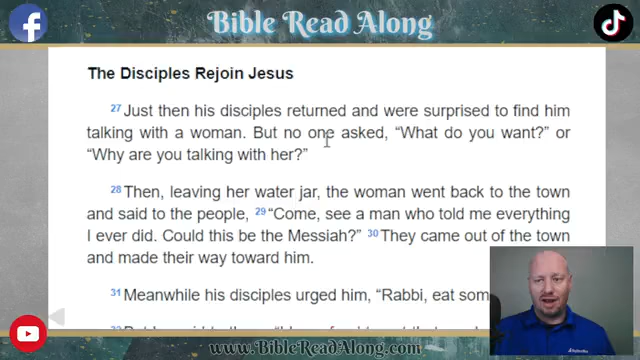 Bible Read Along
The Disciples Rejoin Jesus
27 Just then his disciples returned and were surprised to find him
talking with a woman. But no one asked, “What do you want?” or
“Why are you talking with her?”
28 Then, leaving her water jar, the woman went back to the town
and said to the people, 29 “Come, see a man who told me everything
I ever did. Could this be the Messiah?” 30 They came out of the town
and made their way toward him.
31 Meanwhile his disciples urged him, “Rabbi, eat som
www.BibleReadAlong.com